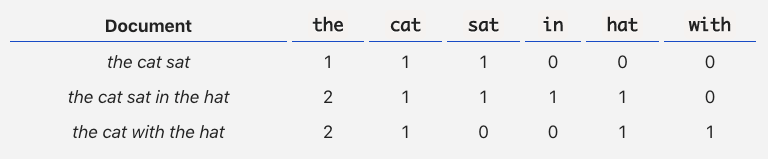 Document the cat sat in hat with
the cat sat 1 1 1 0 0 0
the cat sat in the hat 2 1 1 1 1 0
the cat with the hat 2 1 0 0 1 1